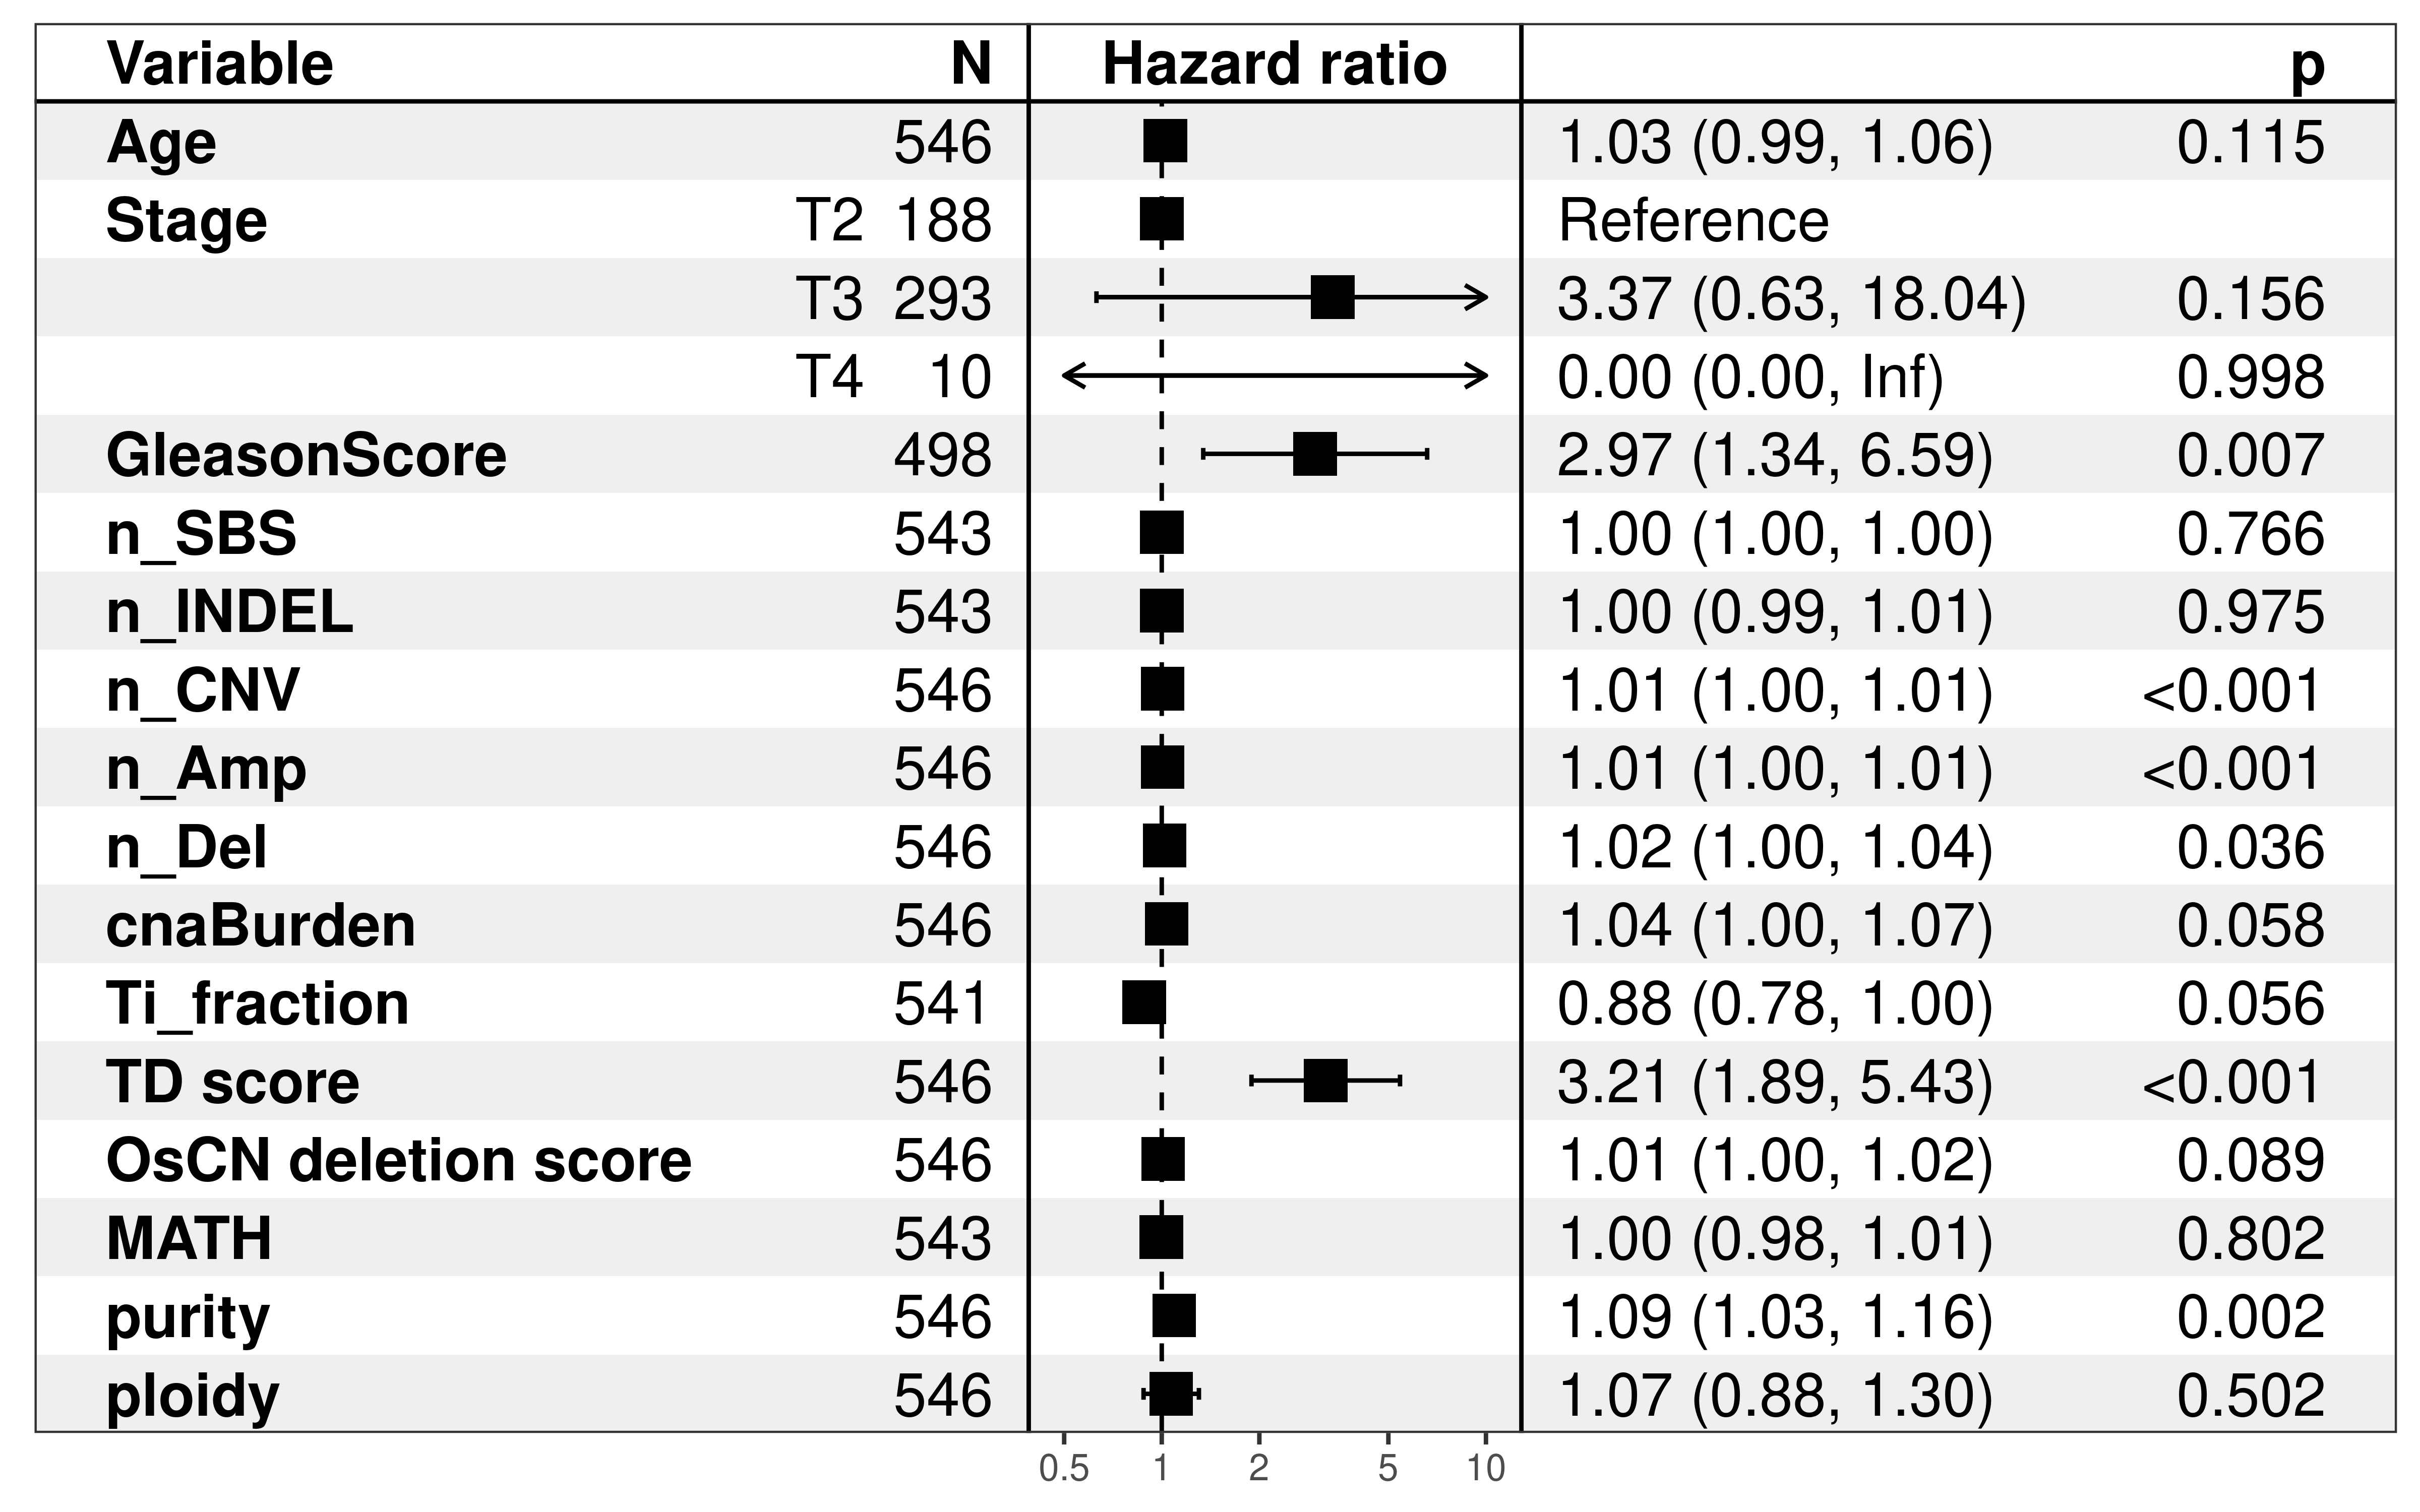 Variable N Hazard ratio p
Age 546 1.03 (0.99, 1.06) 0.115
Stage T2 188 Reference
T3 293 3.37 (0.63, 18.04) 0.156
T4 10 0.00 (0.00, Inf) 0.998
GleasonScore 498 2.97 (1.34, 6.59) 0.007
n_SBS 543 1.00 (1.00, 1.00) 0.766
n_INDEL 543 1.00 (0.99, 1.01) 0.975
n_CNV 546 1.01 (1.00, 1.01) <0.001
n_Amp 546 1.01 (1.00, 1.01) <0.001
n_Del 546 1.02 (1.00, 1.04) 0.036
cnaBurden 546 1.04 (1.00, 1.07) 0.058
Ti_fraction 541 0.88 (0.78, 1.00) 0.056
TD score 546 3.21 (1.89, 5.43) <0.001
OsCN deletion score 546 1.01 (1.00, 1.02) 0.089
MATH 543 1.00 (0.98, 1.01) 0.802
purity 546 1.09 (1.03, 1.16) 0.002
ploidy 546 1.07 (0.88, 1.30) 0.502
0.5 1 2 5 10